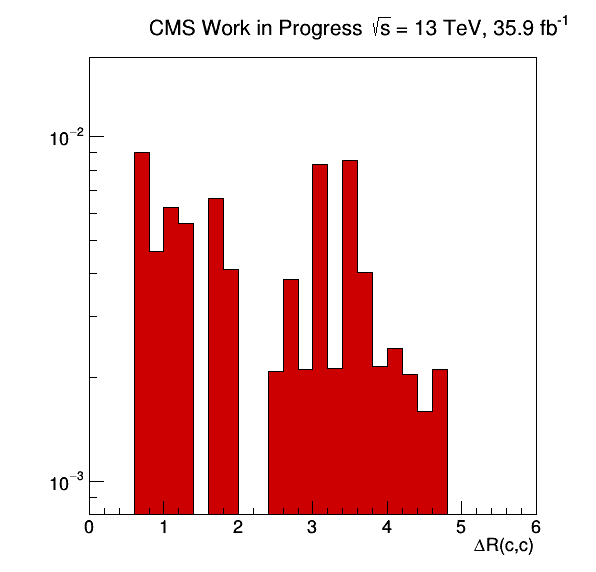 CMS Work in Progress √s = 13 TeV, 35.9 fb⁻¹
10⁻²
10⁻³
0 1 2 3 4 5 6
ΔR(c,c)